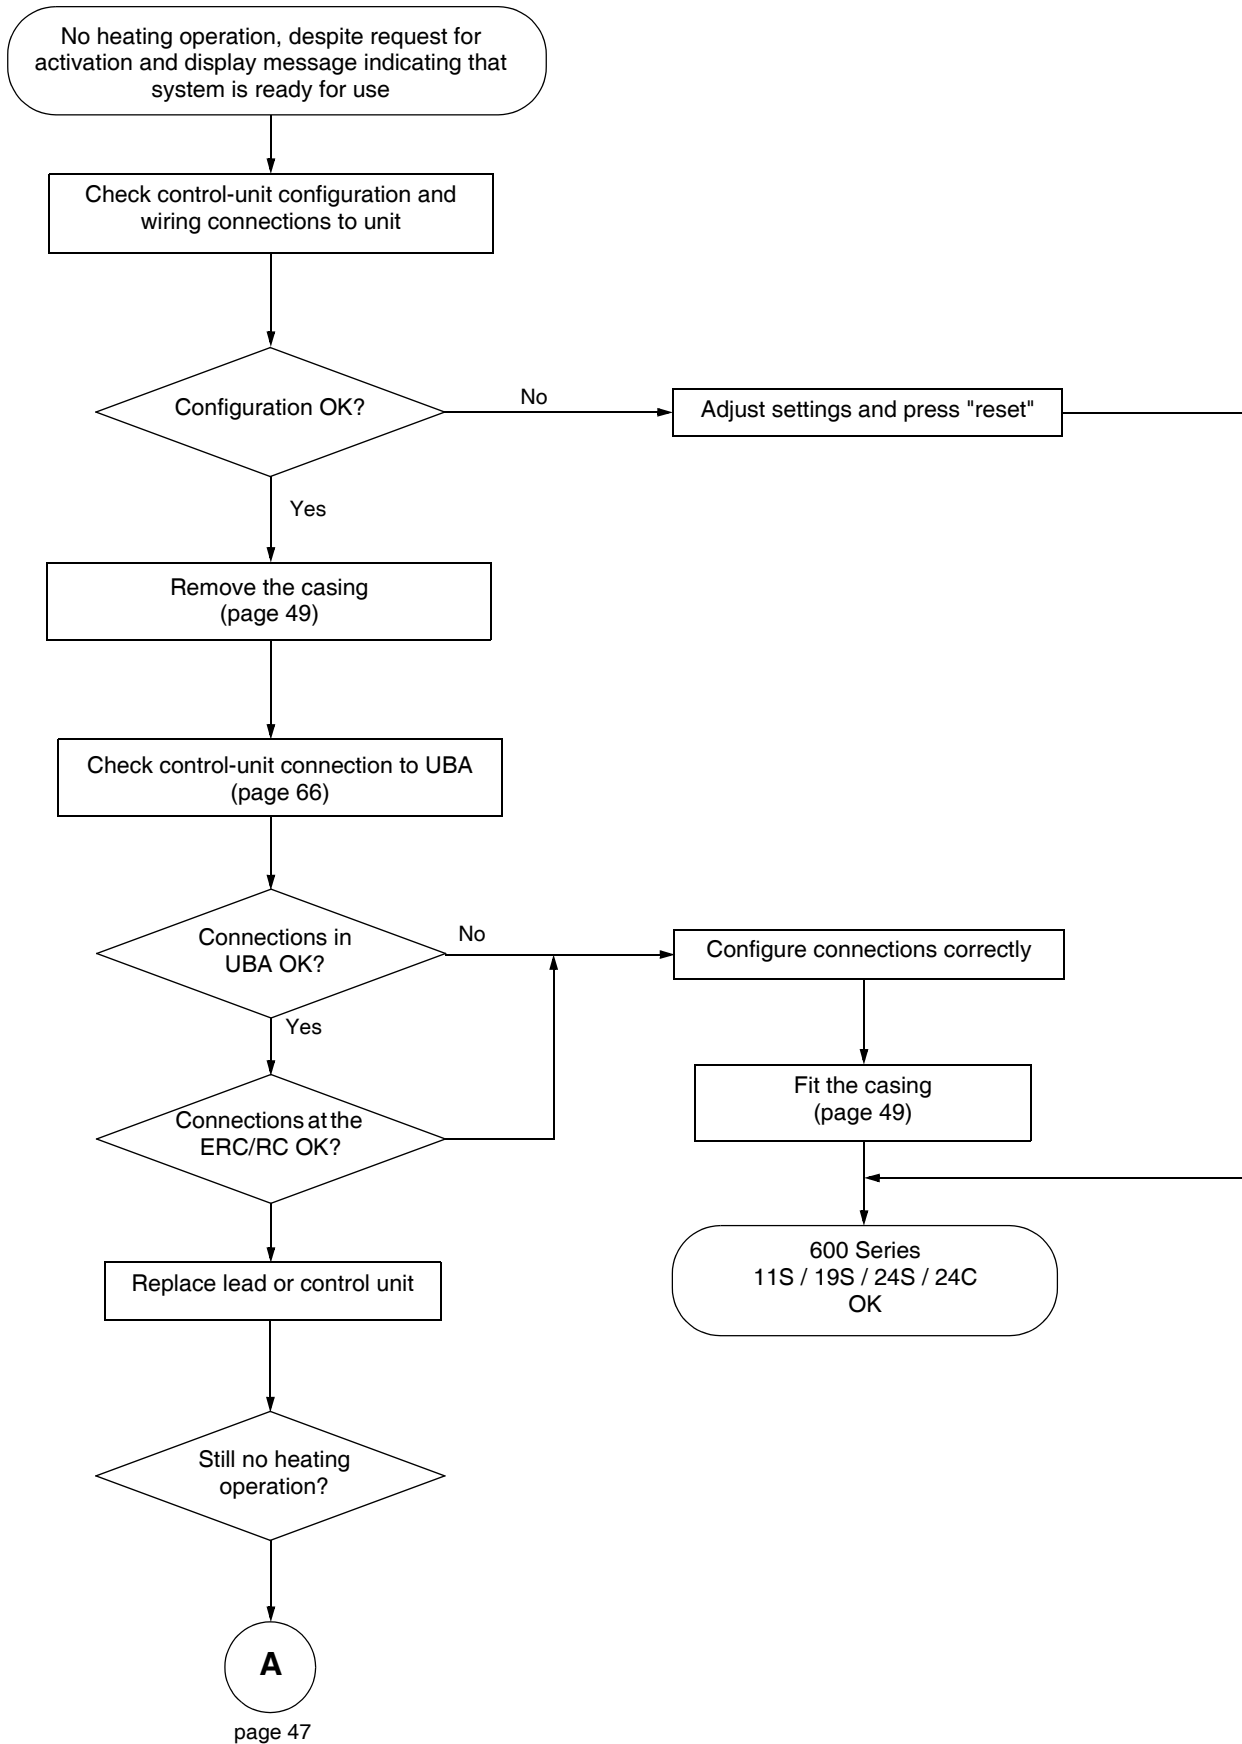 No heating operation, despite request for
activation and display message indicating that
system is ready for use
Check control-unit configuration and
wiring connections to unit
Configuration OK?
No
Adjust settings and press "reset"
Yes
Remove the casing
(page 49)
Check control-unit connection to UBA
(page 66)
Connections in
UBA OK?
No
Configure connections correctly
Yes
Fit the casing
(page 49)
Connections at the
ERC/RC OK?
600 Series
11S / 19S / 24S / 24C
OK
Replace lead or control unit
Still no heating
operation?
A
page 47